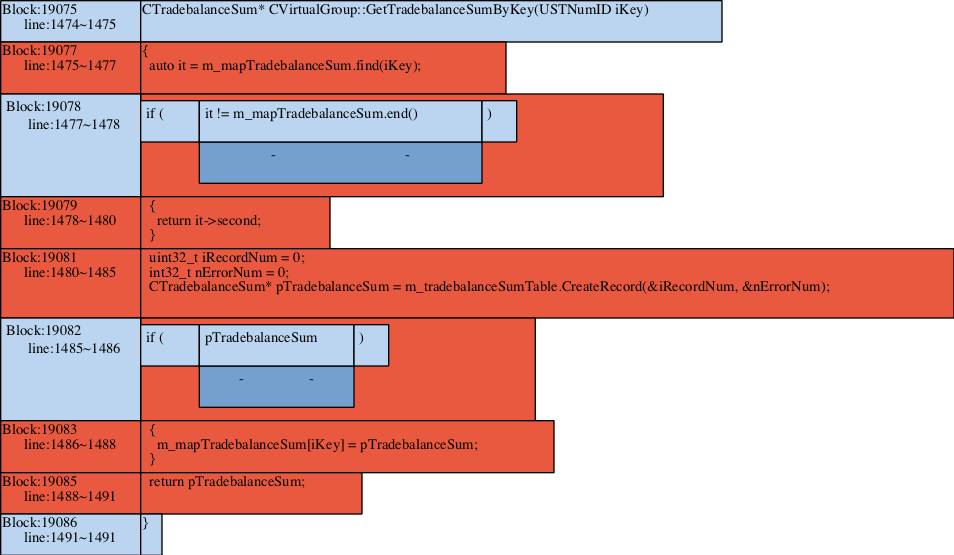 Block:19075
line:1474~1475
CTradebalanceSum* CVirtualGroup::GetTradebalanceSumByKey(USTNumID iKey)
Block:19077
line:1475~1477
{
auto it = m_mapTradebalanceSum.find(iKey);
Block:19078
line:1477~1478
if ( it != m_mapTradebalanceSum.end() )
- -
Block:19079
line:1478~1480
{
return it->second;
}
Block:19081
line:1480~1485
uint32_t iRecordNum = 0;
int32_t nErrorNum = 0;
CTradebalanceSum* pTradebalanceSum = m_tradebalanceSumTable.CreateRecord(&iRecordNum, &nErrorNum);
Block:19082
line:1485~1486
if ( pTradebalanceSum )
- -
Block:19083
line:1486~1488
{
m_mapTradebalanceSum[iKey] = pTradebalanceSum;
}
Block:19085
line:1488~1491
return pTradebalanceSum;
Block:19086
line:1491~1491
}